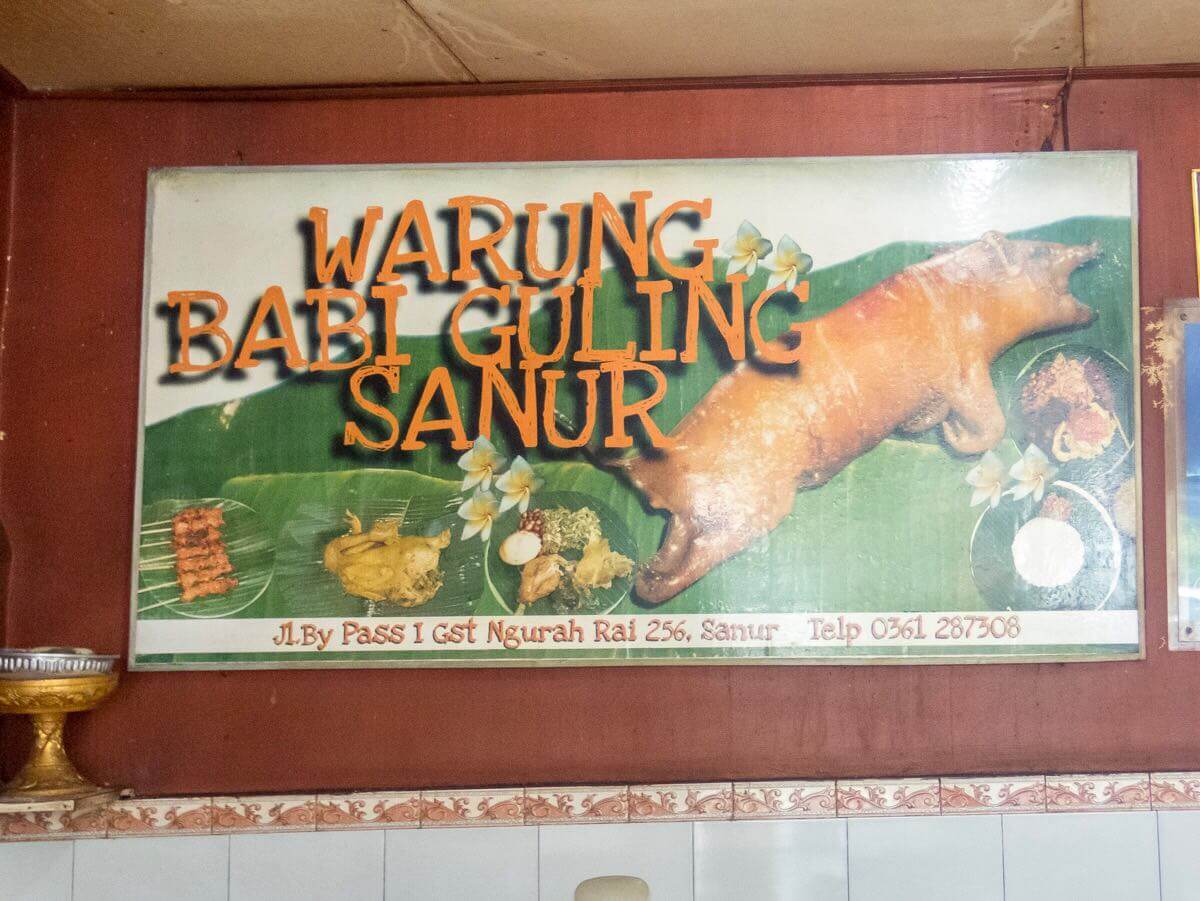 WARUNG
BABI GULING
SANUR
Jl.By Pass I Gst Ngurah Rai 256, Sanur Telp 0361 287308